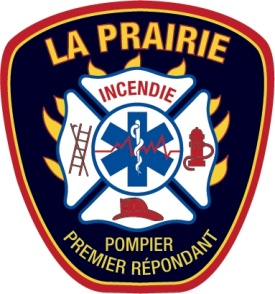 LA PRAIRIE
INCENDIE
POMPIER
PREMIER RÉPONDANT